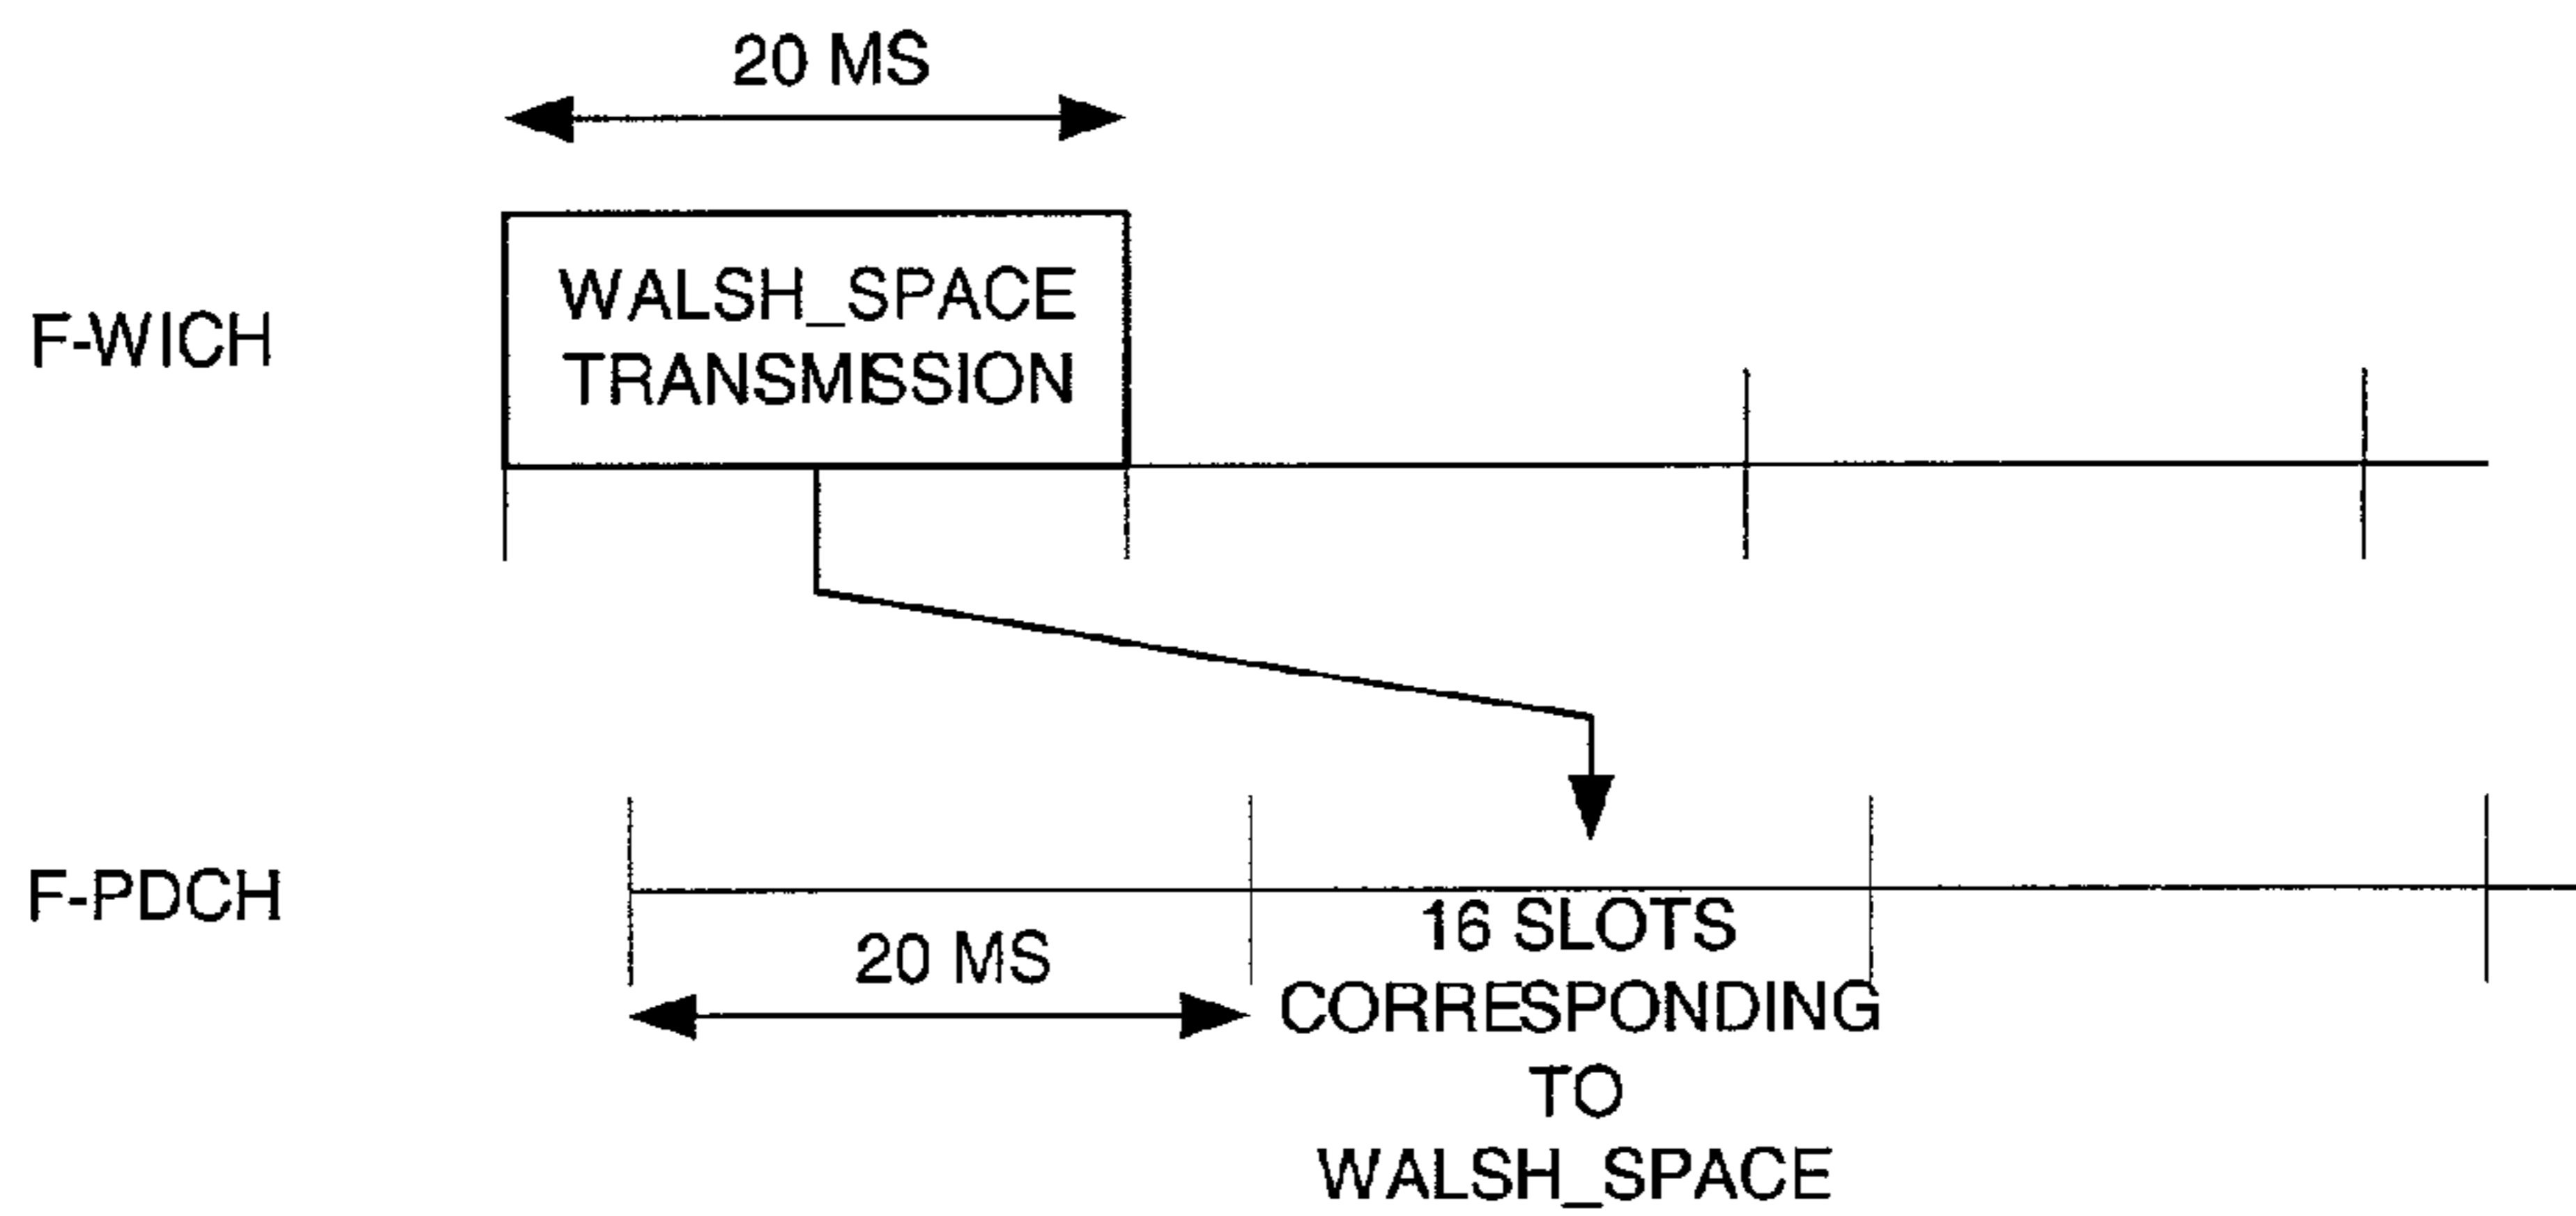 20 MS
WALSH_SPACE
TRANSMISSION
F-WICH
F-PDCH
20 MS
16 SLOTS
CORRESPONDING
TO
WALSH_SPACE